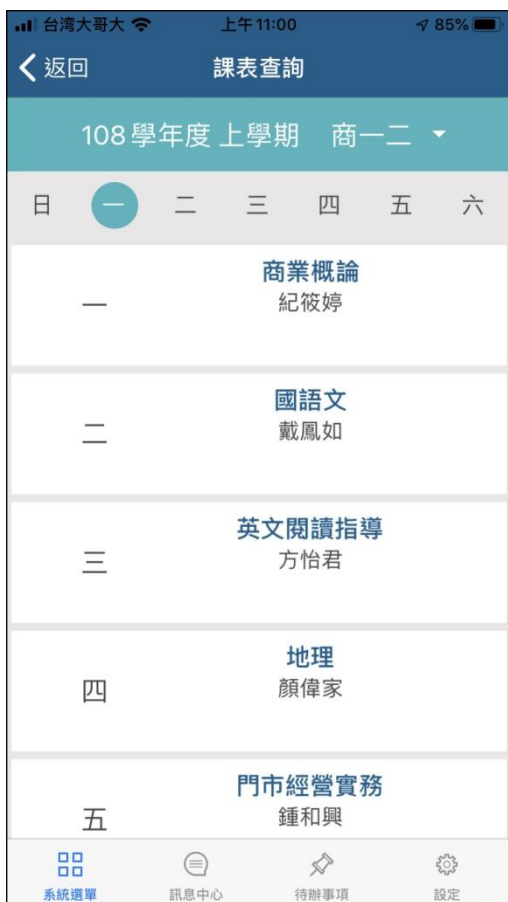 台湾大哥大 上午11:00 85%
返回 課表查詢
108 學年度 上學期 商一二
日 一 二 三 四 五 六
商業概論
一 紀筱婷
國語文
二 戴鳳如
英文閱讀指導
三 方怡君
地理
四 顏偉家
門市經營實務
五 鍾和興
系統選單 訊息中心 待辦事項 設定